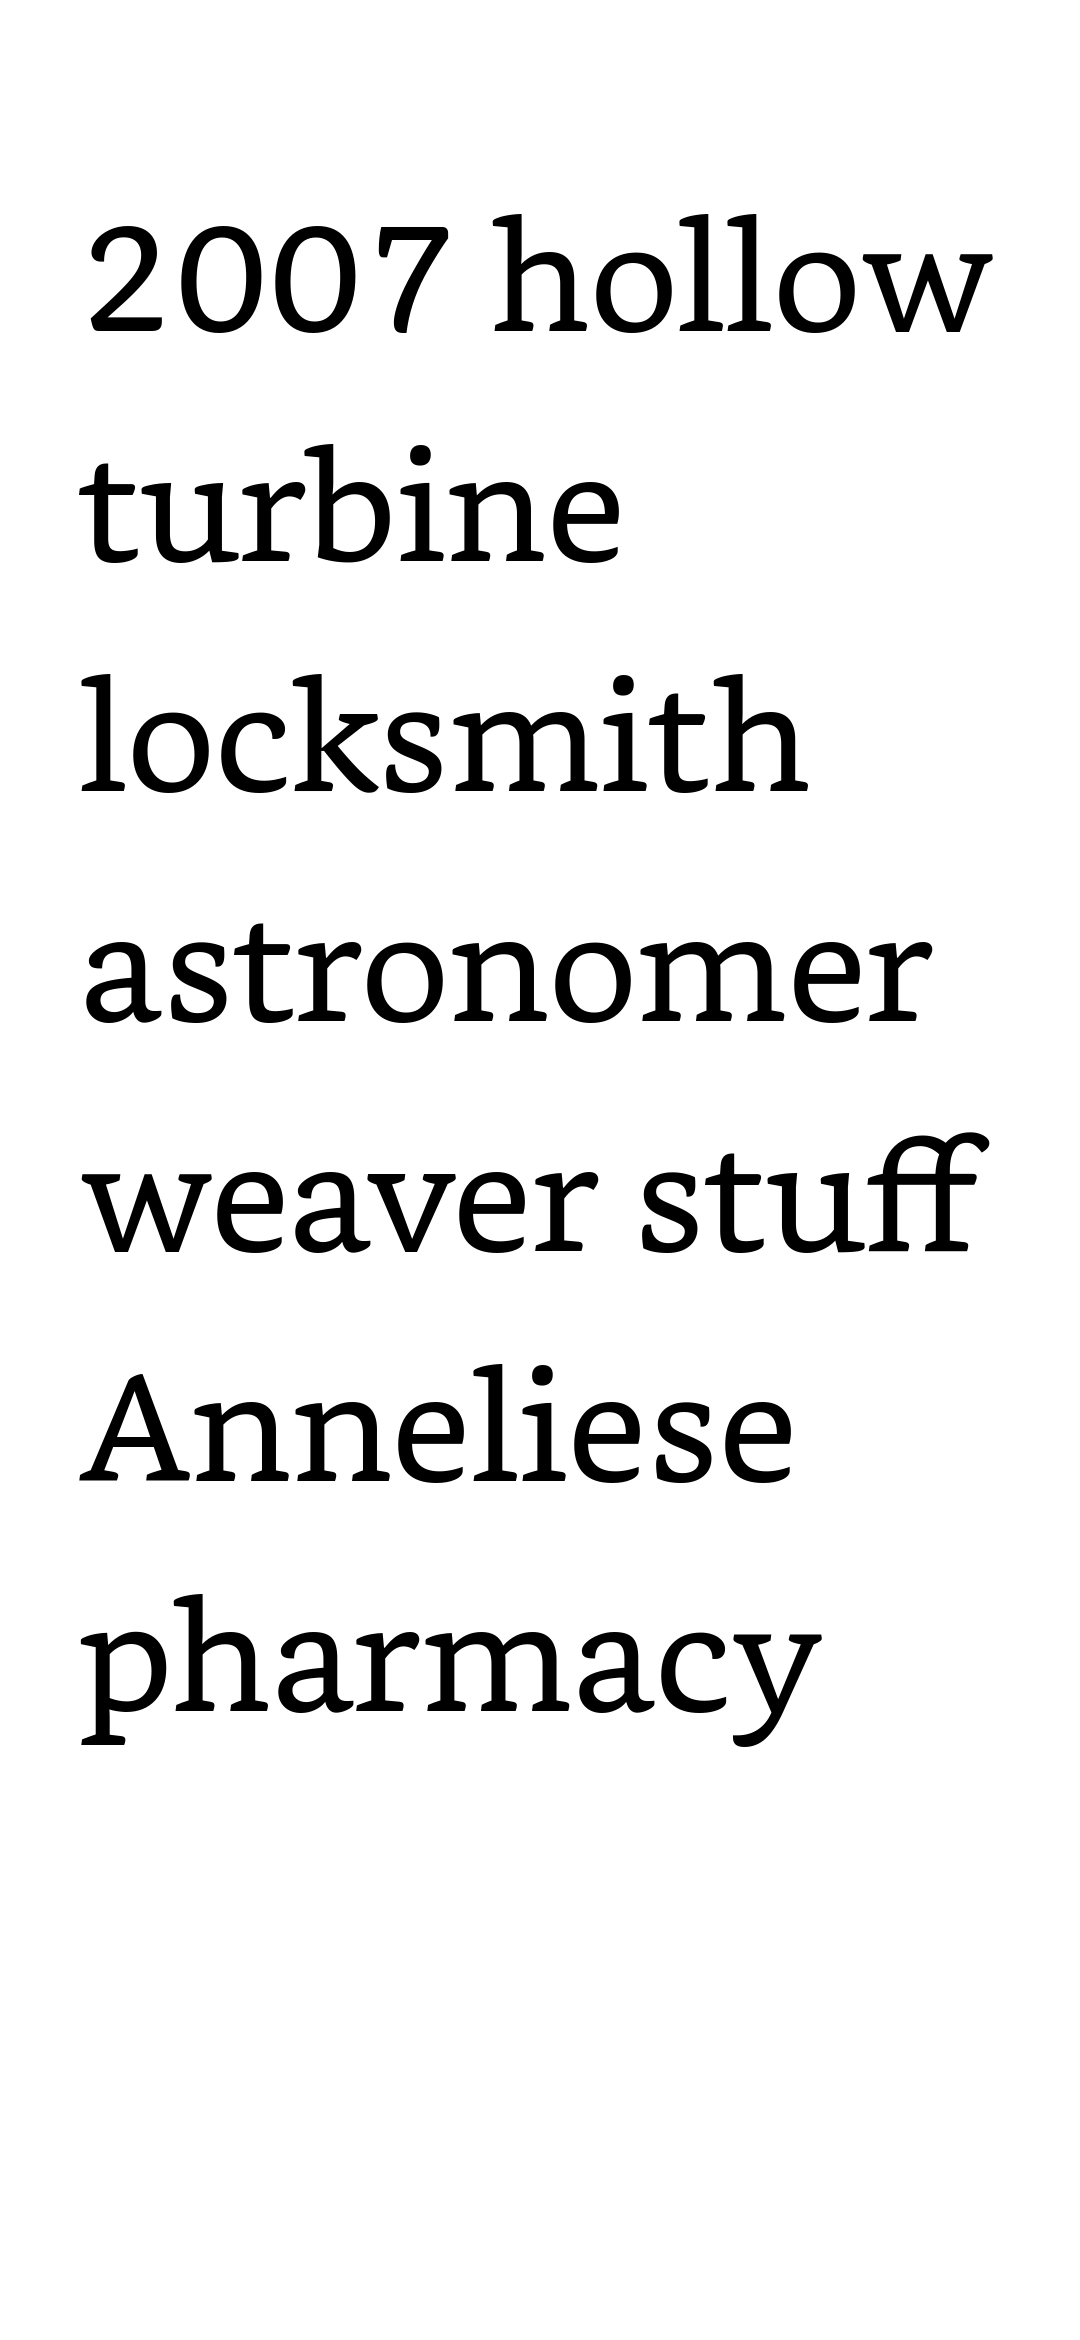 2007 hollow
turbine
locksmith
astronomer
weaver stuff
Anneliese
pharmacy